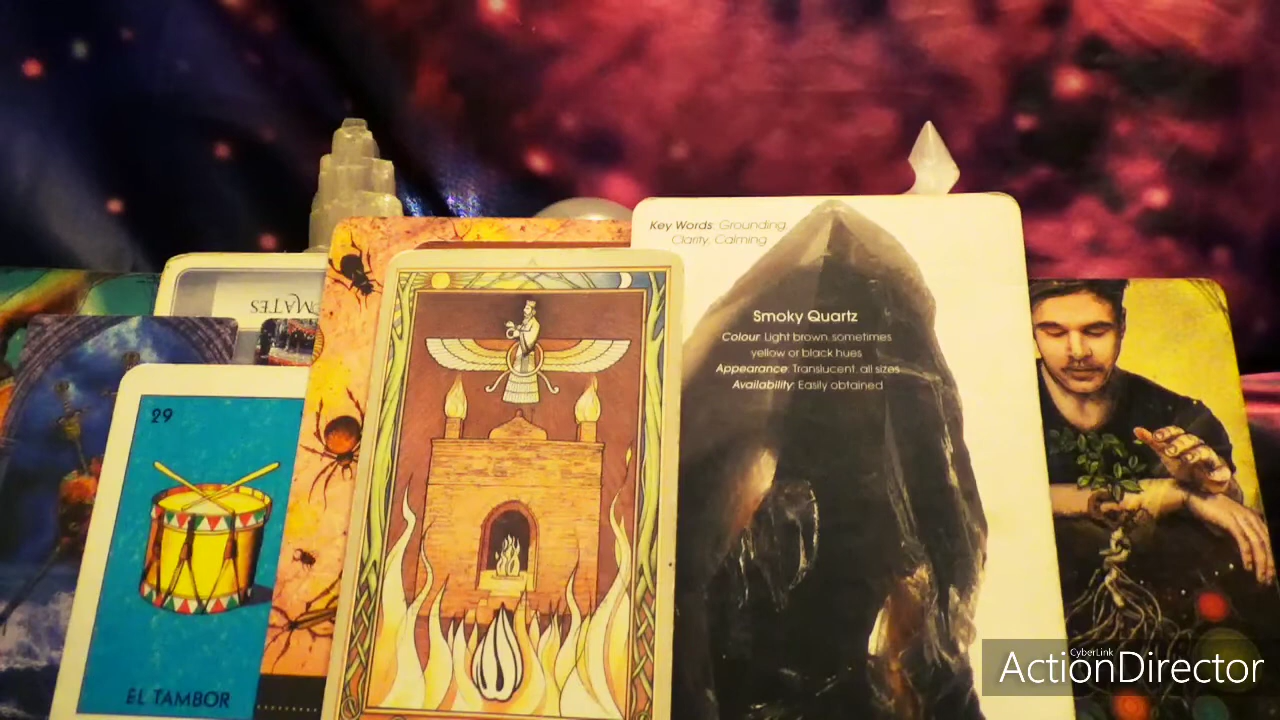 MATES
29
EL TAMBOR
Key Words: Grounding,
Clarity, Calming
Smoky Quartz
Colour: Light brown, sometimes
yellow or black hues
Appearance: Translucent, all sizes
Availability: Easily obtained
CyberLink
ActionDirector